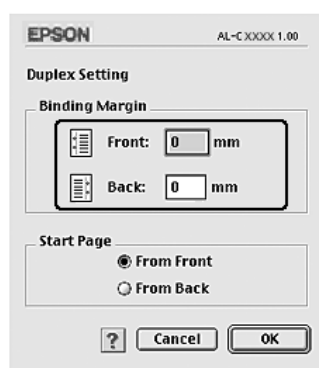 EPSON
AL-C XXXX 1.00
Duplex Setting
Binding Margin
Front: 0 mm
Back: 0 mm
Start Page
From Front
From Back
? Cancel OK